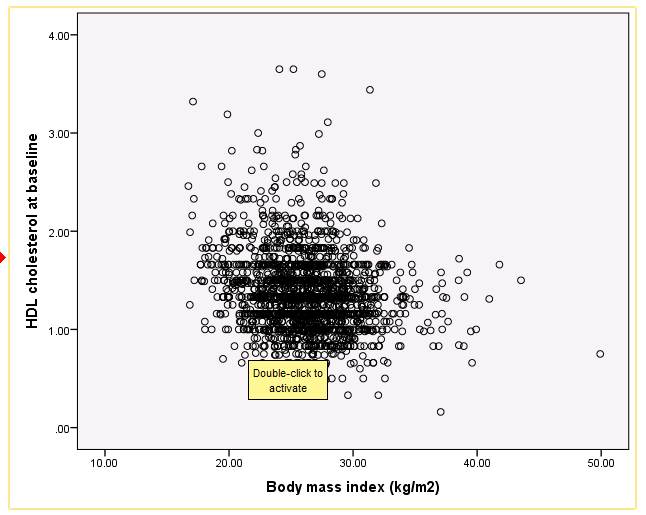 4.00
3.00
2.00
1.00
.00
HDL cholesterol at baseline
Double-click to
activate
10.00 20.00 30.00 40.00 50.00
Body mass index (kg/m2)